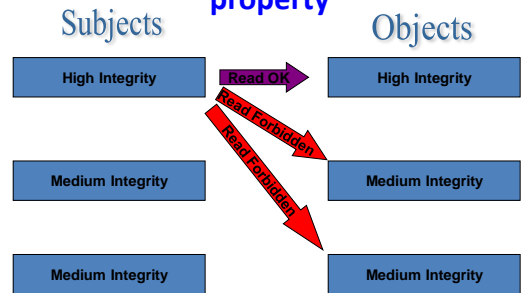 property
Subjects
Objects
High Integrity
Read OK
High Integrity
Read Forbidden
Read Forbidden
Medium Integrity
Medium Integrity
Medium Integrity
Medium Integrity